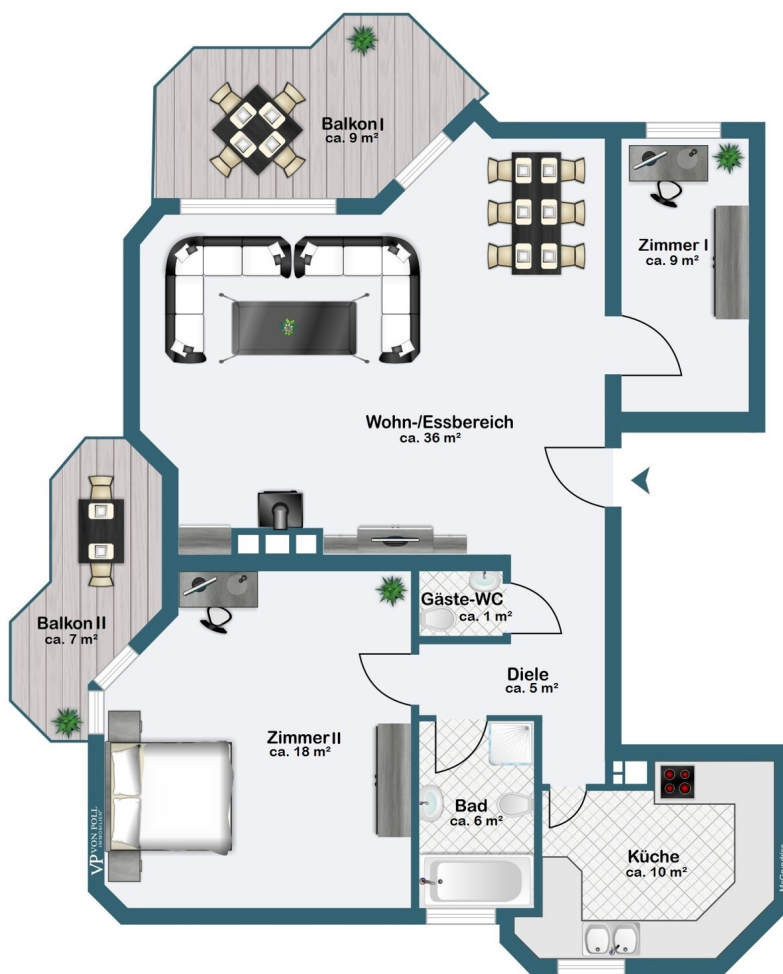 Balkon I
ca. 9 m²
Zimmer I
ca. 9 m²
Wohn-/Essbereich
ca. 36 m²
Balkon II
ca. 7 m²
Gäste-WC
ca. 1 m²
Diele
ca. 5 m²
Zimmer II
ca. 18 m²
Bad
ca. 6 m²
Küche
ca. 10 m²
VP VON POLL
IMMOBILIEN